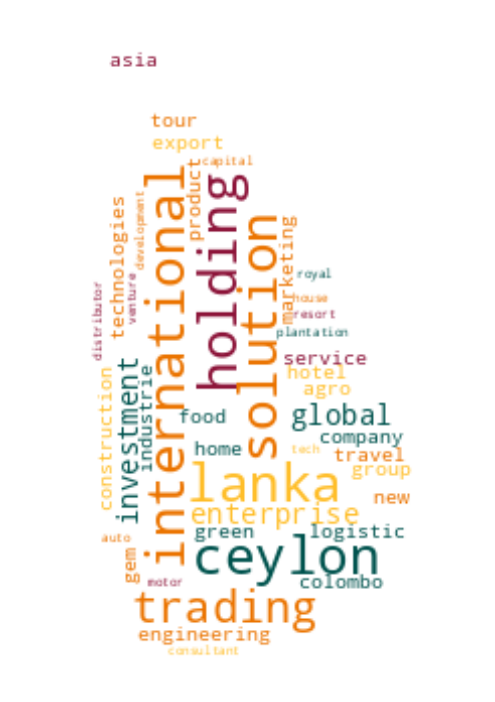 asia
tour
export
capital
product
international
holding
development
technologies
solution
marketing
royal
venture
house
distributor
resort
plantation
service
investment
industrie
hotel
construction
agro
food
global
company
home
tech
travel
lanka
group
new
enterprise
green
logistic
auto
ceylon
gem
motor
colombo
trading
engineering
consultant